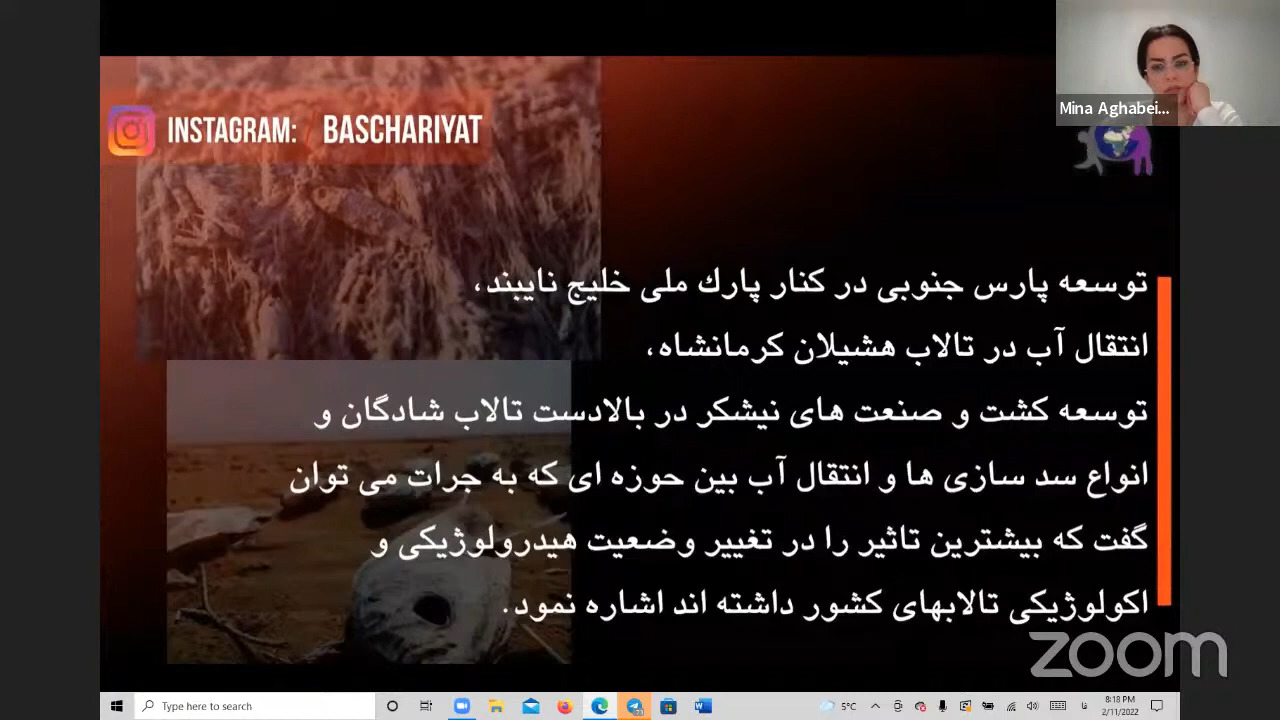 Mina Aghabei...
INSTAGRAM: BASCHARIYAT
توسعه پارس جنوبی در کنار پارك ملی خلیج نایبند،
انتقال آب در تالاب هشیلان کرمانشاه،
توسعه کشت و صنعت های نیشکر در بالادست تالاب شادگان و
انواع سد سازی ها و انتقال آب بین حوزه ای که به جرات می توان
گفت که بیشترین تاثیر را در تغییر وضعیت هیدرولوژیکی و
اکولوژیکی تالابهای کشور داشته اند اشاره نمود.
zoom
Type here to search
5°C
فا
8:18 PM
2/11/2022